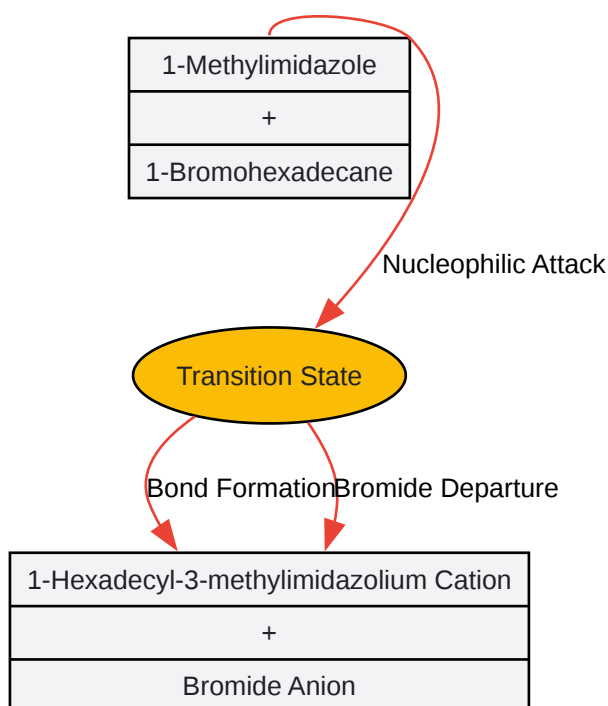 1-Methylimidazole
+
1-Bromohexadecane
Nucleophilic Attack
Transition State
Bond Formation
Bromide Departure
1-Hexadecyl-3-methylimidazolium Cation
+
Bromide Anion